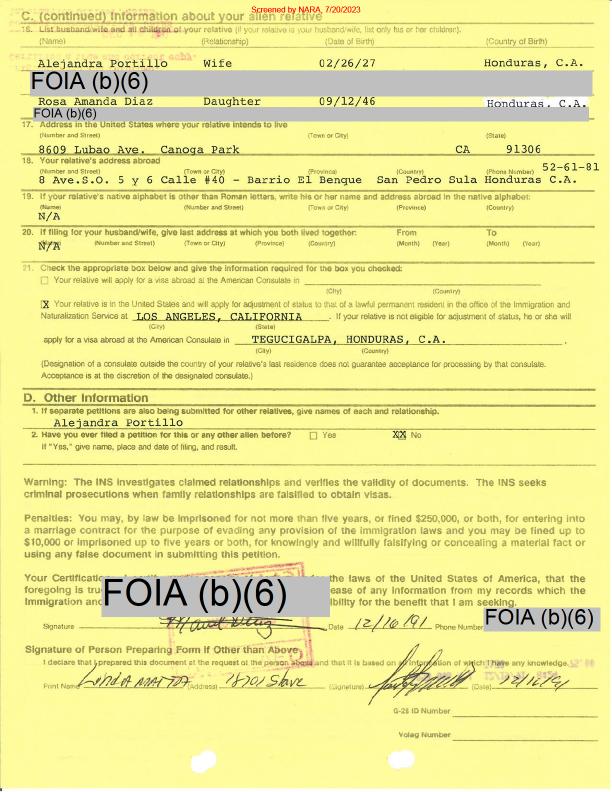 Screened by NARA, 7/20/2023
C. (continued) Information about your alien relative
16. List husband/wife and all children of your relative (if your relative is your husband/wife, list only his or her children).
(Name) (Relationship) (Date of Birth) (Country of Birth)
Alejandra Portillo Wife 02/26/27 Honduras, C.A.
FOIA (b)(6)
Rosa Amanda Diaz Daughter 09/12/46 Honduras, C.A.
FOIA (b)(6)
17. Address in the United States where your relative intends to live
(Number and Street) (Town or City) (State)
8609 Lubao Ave. Canoga Park CA 91306
18. Your relative's address abroad
(Number and Street) (Town or City) (Province) (Country) (Phone Number) 52-61-81
8 Ave.S.O. 5 y 6 Calle #40 - Barrio El Benque San Pedro Sula Honduras C.A.
19. If your relative's native alphabet is other than Roman letters, write his or her name and address abroad in the native alphabet:
(Name) (Number and Street) (Town or City) (Province) (Country)
N/A
20. If filing for your husband/wife, give last address at which you both lived together: From To
(Name) (Number and Street) (Town or City) (Province) (Country) (Month) (Year) (Month) (Year)
N/A
21. Check the appropriate box below and give the information required for the box you checked:
Your relative will apply for a visa abroad at the American Consulate in
(City) (Country)
X Your relative is in the United States and will apply for adjustment of status to that of a lawful permanent resident in the office of the Immigration and
Naturalization Service at LOS ANGELES, CALIFORNIA. If your relative is not eligible for adjustment of status, he or she will
(City) (State)
apply for a visa abroad at the American Consulate in TEGUCIGALPA, HONDURAS, C.A.
(City) (Country)
(Designation of a consulate outside the country of your relative's last residence does not guarantee acceptance for processing by that consulate.
Acceptance is at the discretion of the designated consulate.)
D. Other Information
1. If separate petitions are also being submitted for other relatives, give names of each and relationship.
Alejandra Portillo
2. Have you ever filed a petition for this or any other alien before? Yes XX No
If "Yes," give name, place and date of filing, and result.
Warning: The INS investigates claimed relationships and verifies the validity of documents. The INS seeks
criminal prosecutions when family relationships are falsified to obtain visas.
Penalties: You may, by law be imprisoned for not more than five years, or fined $250,000, or both, for entering into
a marriage contract for the purpose of evading any provision of the immigration laws and you may be fined up to
$10,000 or imprisoned up to five years or both, for knowingly and willfully falsifying or concealing a material fact or
using any false document in submitting this petition.
Your Certification the laws of the United States of America, that the
foregoing is tru ease of any information from my records which the
Immigration and bility for the benefit that I am seeking.
FOIA (b)(6)
Signature Date 12/16/91 Phone Number FOIA (b)(6)
Signature of Person Preparing Form If Other than Above
I declare that I prepared this document at the request of the person above and that it is based on all information of which I have any knowledge.
Print Name (Address) (Signature) (Date) 12/16/91
G-28 ID Number
Volag Number